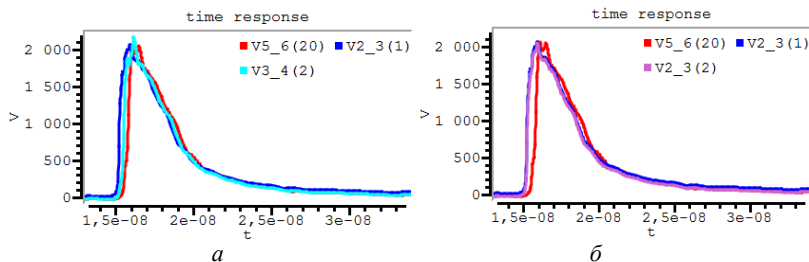 time response
V5_6(20) V2_3(1)
V3_4(2)
V
2 000
1 500
1 000
500
0
1,5e-08 2e-08 2,5e-08 3e-08
t
а
time response
V5_6(20) V2_3(1)
V2_3(2)
V
2 000
1 500
1 000
500
0
1,5e-08 2e-08 2,5e-08 3e-08
t
б